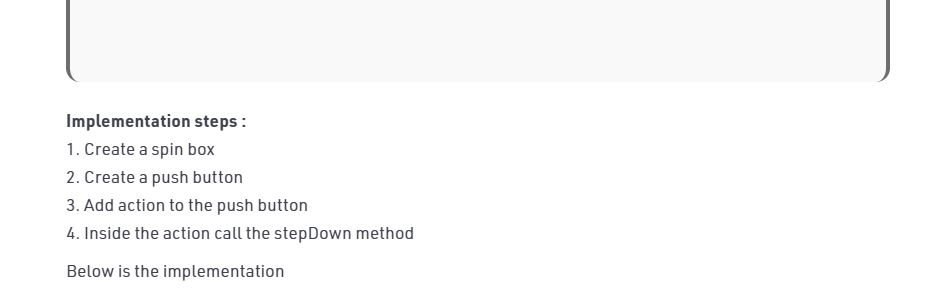 Implementation steps :
1. Create a spin box
2. Create a push button
3. Add action to the push button
4. Inside the action call the stepDown method
Below is the implementation